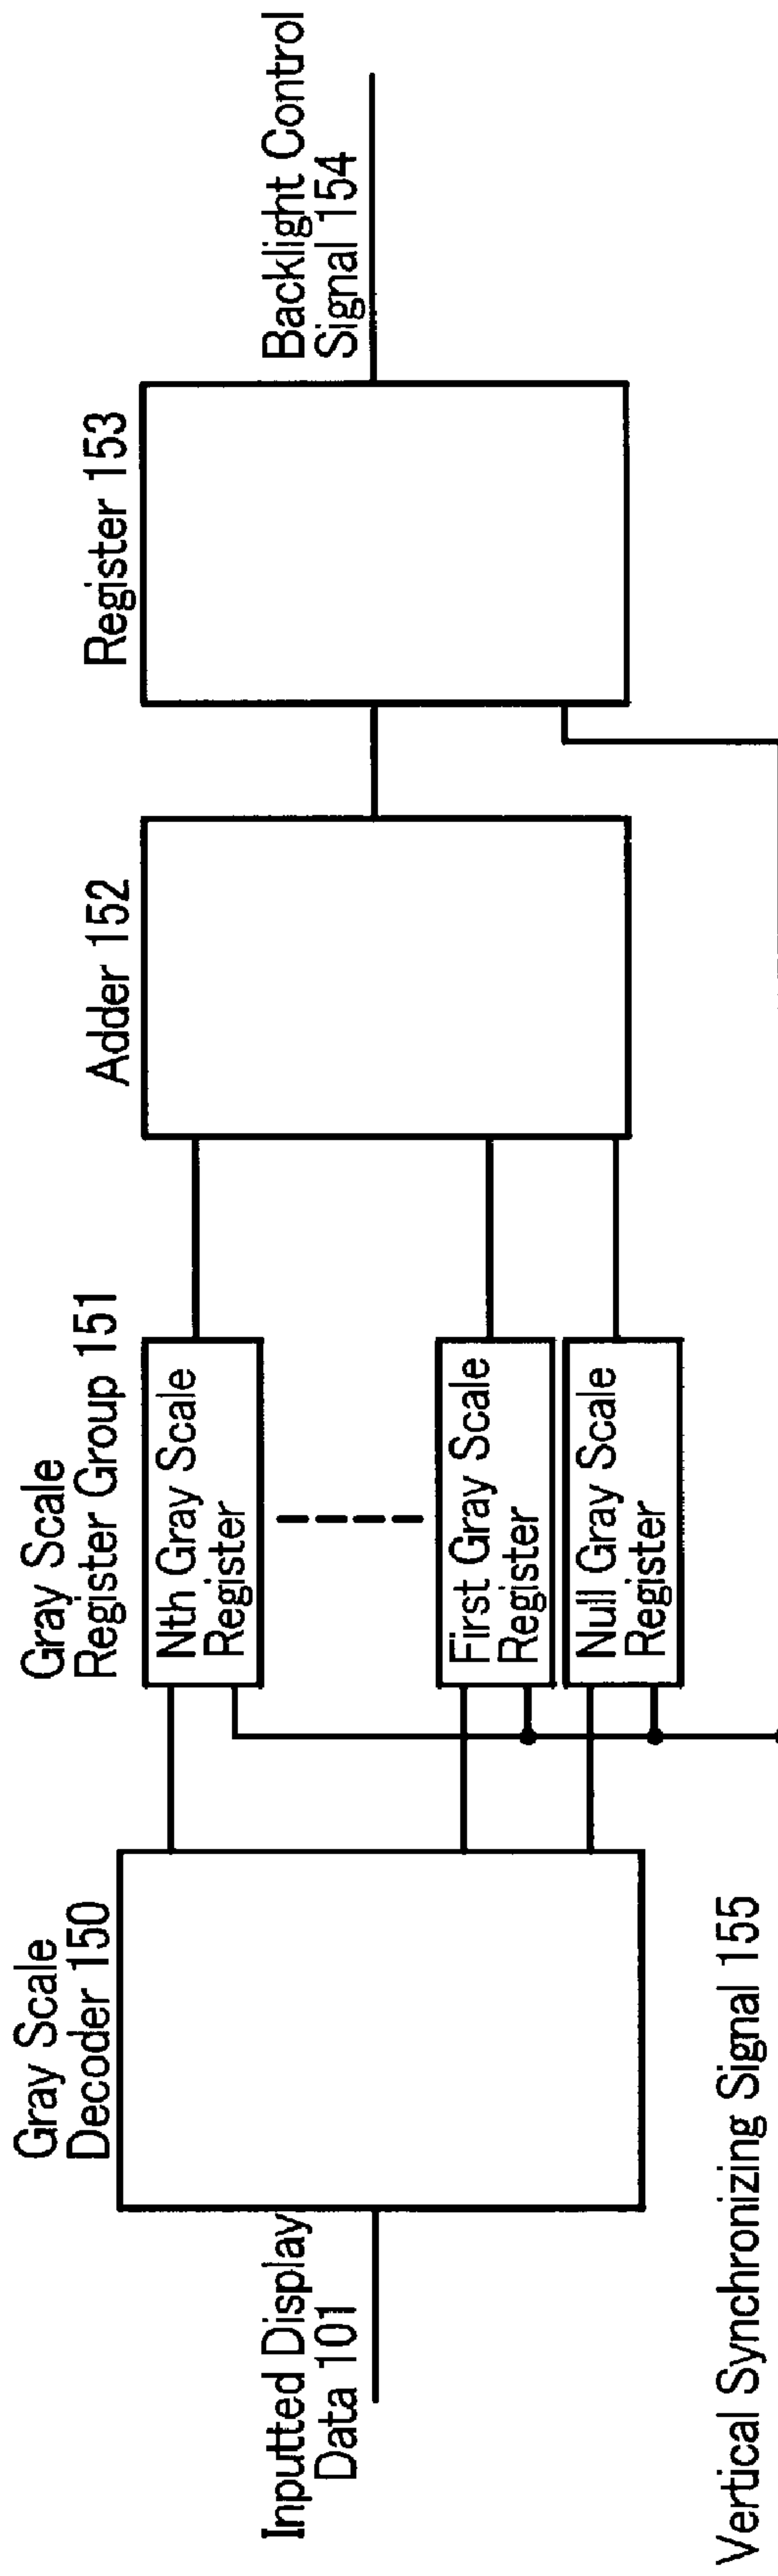 Inputted Display
Data 101
Gray Scale
Decoder 150
Gray Scale
Register Group 151
Nth Gray Scale
Register
First Gray Scale
Register
Null Gray Scale
Register
Adder 152
Register 153
Backlight Control
Signal 154
Vertical Synchronizing Signal 155